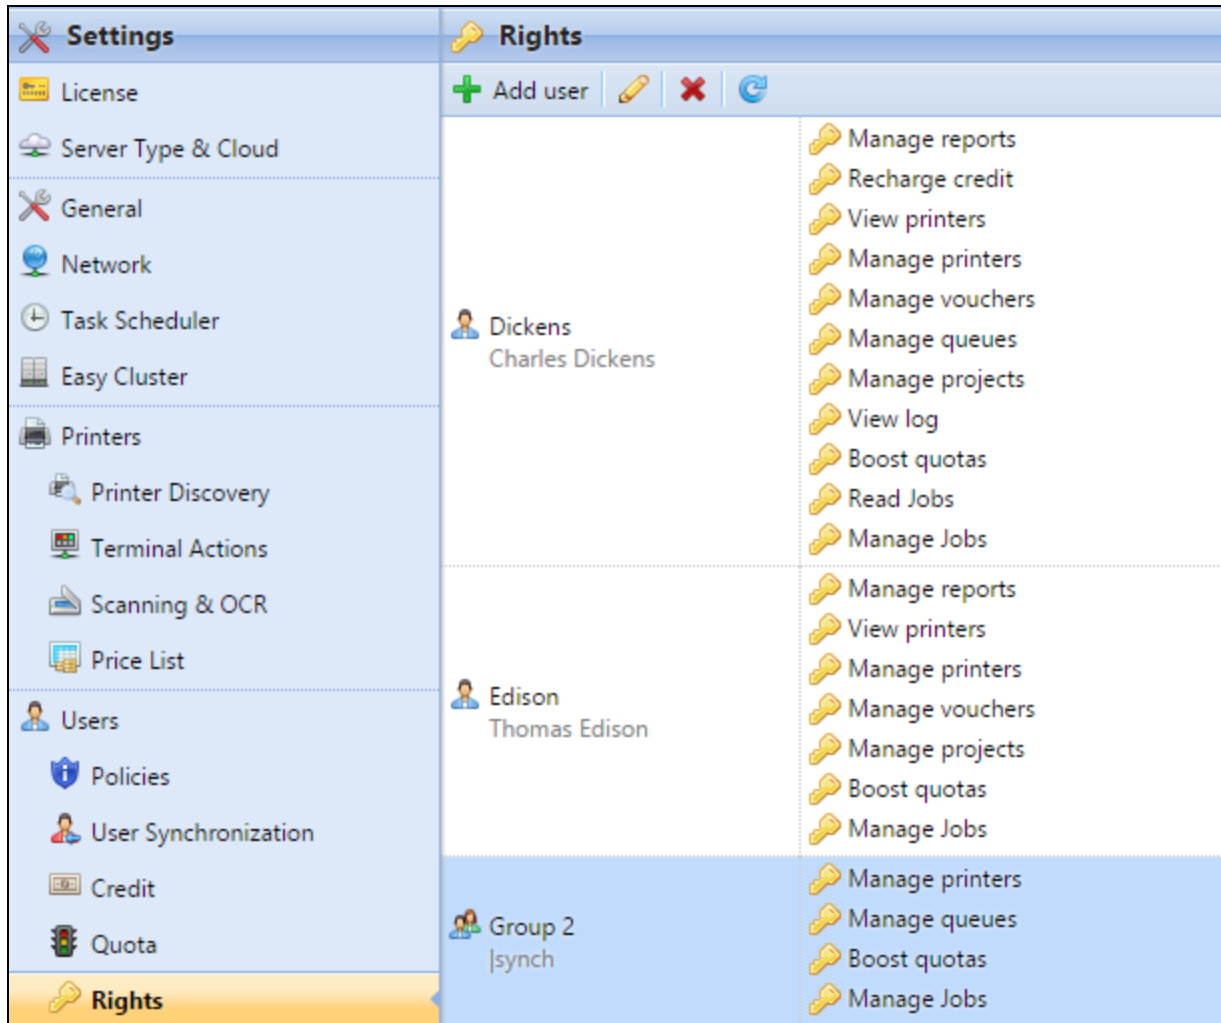 Settings
License
Server Type & Cloud
General
Network
Task Scheduler
Easy Cluster
Printers
Printer Discovery
Terminal Actions
Scanning & OCR
Price List
Users
Policies
User Synchronization
Credit
Quota
Rights
Rights
Add user
Dickens
Charles Dickens
Manage reports
Recharge credit
View printers
Manage printers
Manage vouchers
Manage queues
Manage projects
View log
Boost quotas
Read Jobs
Manage Jobs
Edison
Thomas Edison
Manage reports
View printers
Manage printers
Manage vouchers
Manage projects
Boost quotas
Manage Jobs
Group 2
|synch
Manage printers
Manage queues
Boost quotas
Manage Jobs